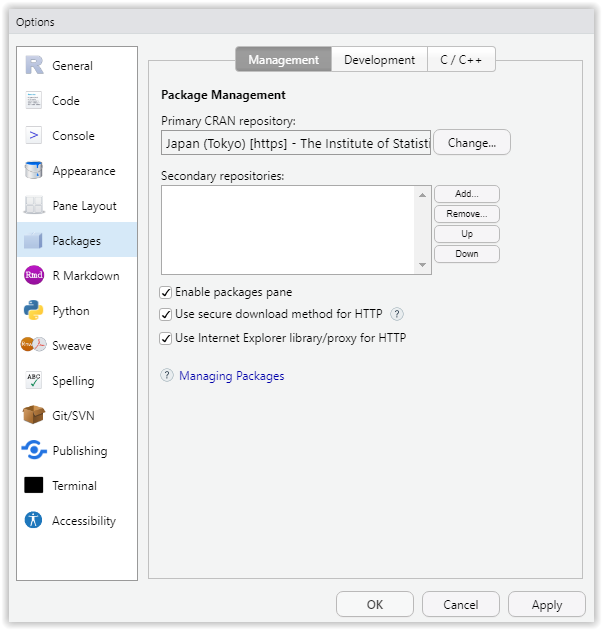 Options
General
Code
Console
Appearance
Pane Layout
Packages
Rmd R Markdown
Python
Sweave
ABC Spelling
Git/SVN
Publishing
Terminal
Accessibility
Management Development C / C++
Package Management
Primary CRAN repository:
Japan (Tokyo) [https] - The Institute of Statisti Change...
Secondary repositories:
Add...
Remove...
Up
Down
Enable packages pane
Use secure download method for HTTP ?
Use Internet Explorer library/proxy for HTTP
? Managing Packages
OK Cancel Apply